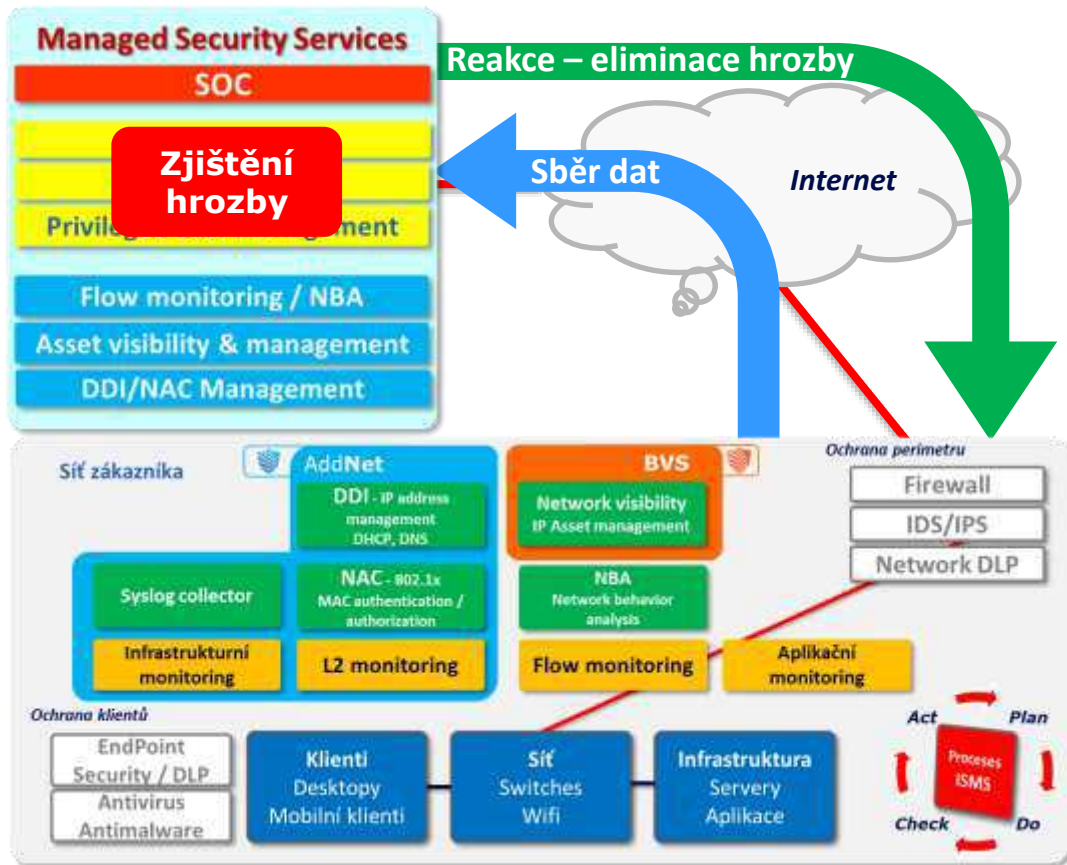 Managed Security Services
SOC
Zjištění
hrozby
Flow monitoring / NBA
Asset visibility & management
DDI/NAC Management
Reakce – eliminace hrozby
Sběr dat
Internet
Síť zákazníka
AddNet
DDI - IP address
management
DHCP, DNS
BVS
Network visibility
IP Asset management
Ochrana perimetru
Firewall
IDS/IPS
Network DLP
Syslog collector
NAC - 802.1x
MAC authentication /
authorization
NBA
Network behavior
analysis
Infrastrukturní
monitoring
L2 monitoring
Flow monitoring
Aplikační
monitoring
Ochrana klientů
EndPoint
Security / DLP
Antivirus
Antimalware
Klienti
Desktopy
Mobilní klienti
Síť
Switches
Wifi
Infrastruktura
Servery
Aplikace
Act
Plan
Proceses
ISMS
Check
Do